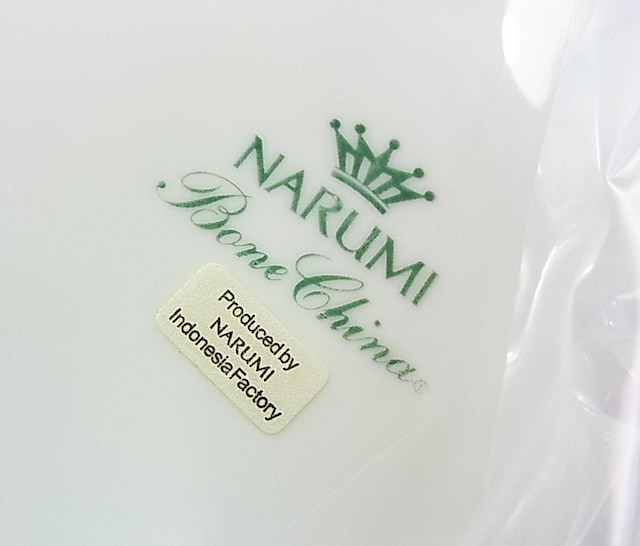 NARUMI
Bone China®
Produced by
NARUMI
Indonesia Factory